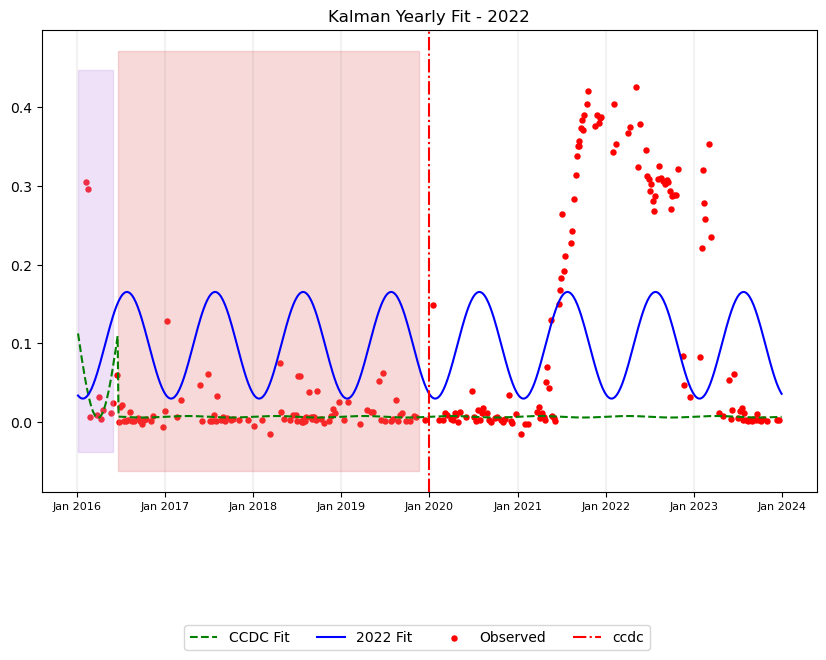 Kalman Yearly Fit - 2022
0.4
0.3
0.2
0.1
0.0
Jan 2016 Jan 2017 Jan 2018 Jan 2019 Jan 2020 Jan 2021 Jan 2022 Jan 2023 Jan 2024
CCDC Fit 2022 Fit Observed ccdc